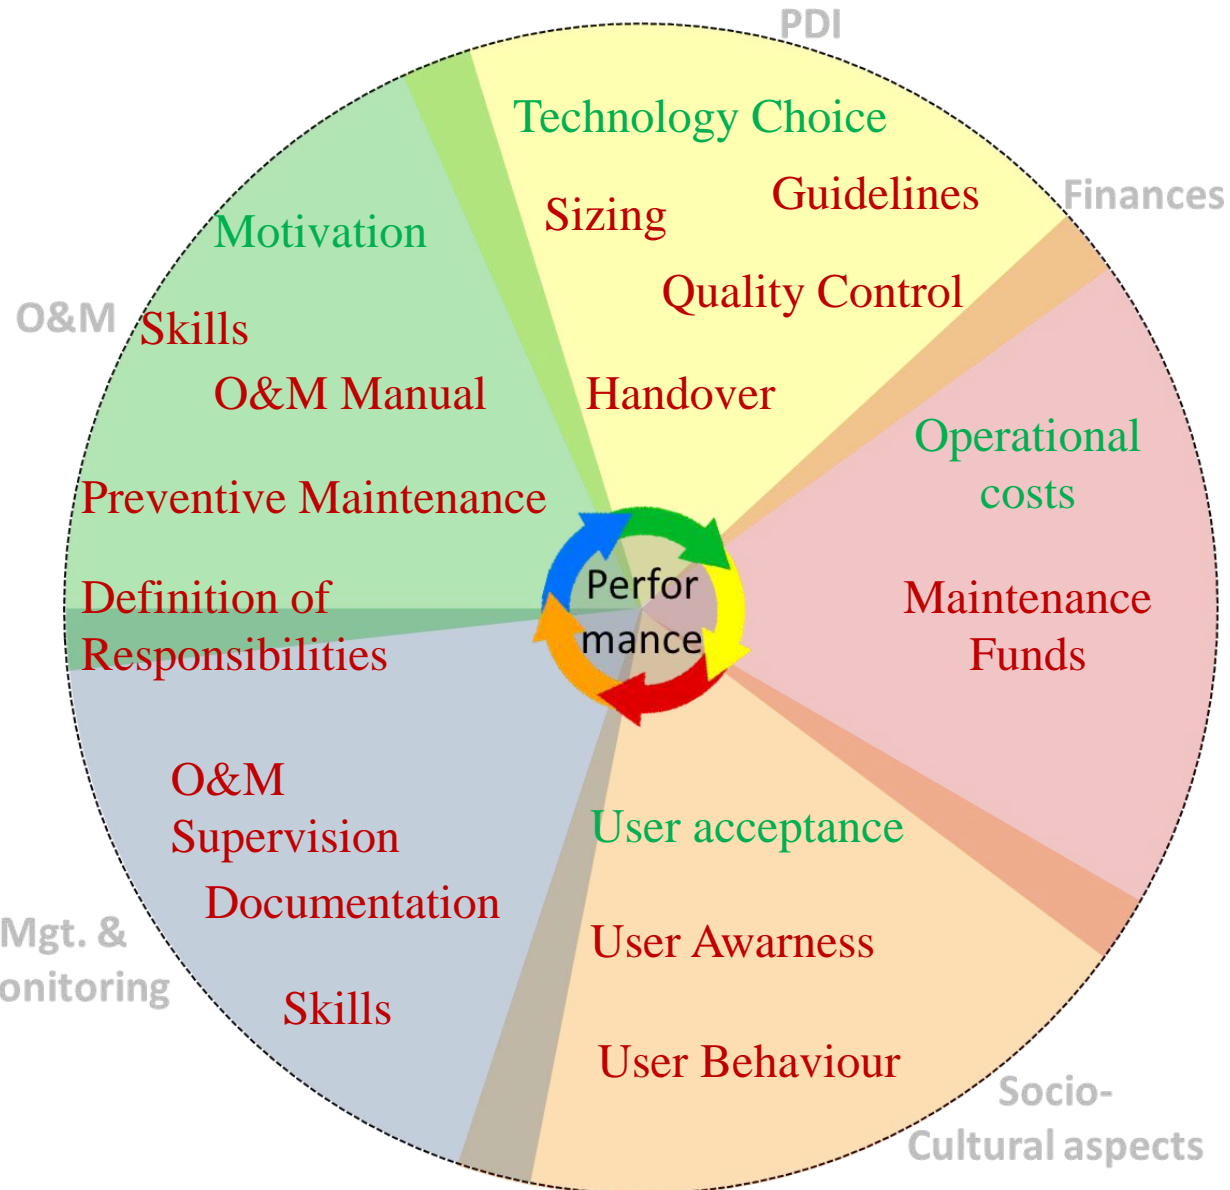 PDI
Technology Choice
Guidelines
Sizing
Finances
Quality Control
Handover
Motivation
O&M
Skills
O&M Manual
Preventive Maintenance
Definition of
Responsibilities
Operational
costs
Maintenance
Funds
Perfor
mance
O&M
Supervision
Documentation
Skills
Mgt. &
onitoring
User acceptance
User Awarness
User Behaviour
Socio-
Cultural aspects